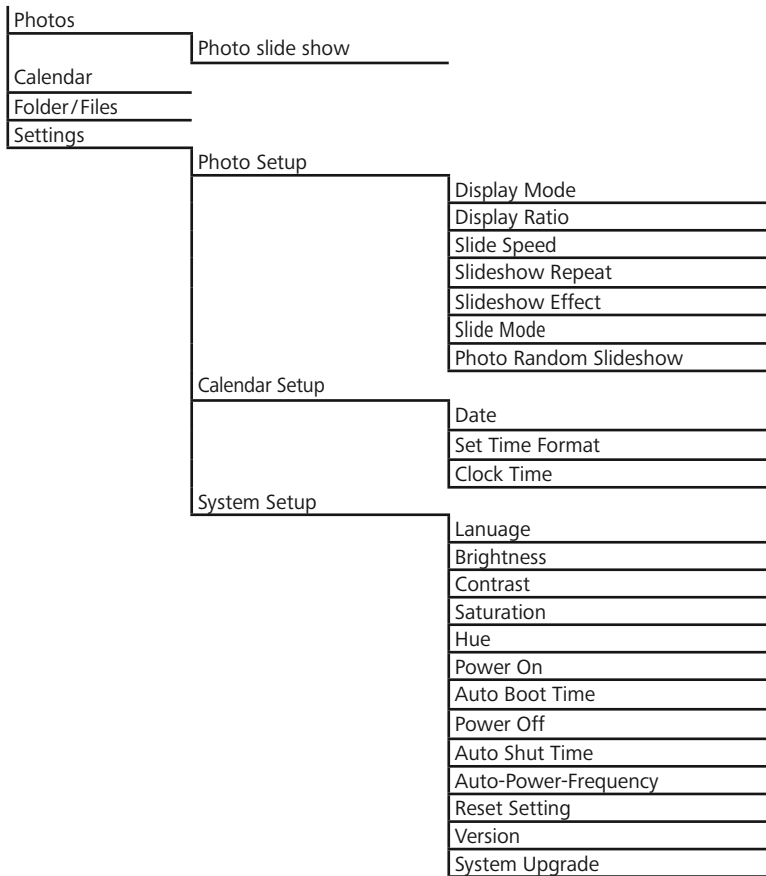 Photos
Photo slide show
Calendar
Folder/Files
Settings
Photo Setup
Display Mode
Display Ratio
Slide Speed
Slideshow Repeat
Slideshow Effect
Slide Mode
Photo Random Slideshow
Calendar Setup
Date
Set Time Format
Clock Time
System Setup
Lanuage
Brightness
Contrast
Saturation
Hue
Power On
Auto Boot Time
Power Off
Auto Shut Time
Auto-Power-Frequency
Reset Setting
Version
System Upgrade